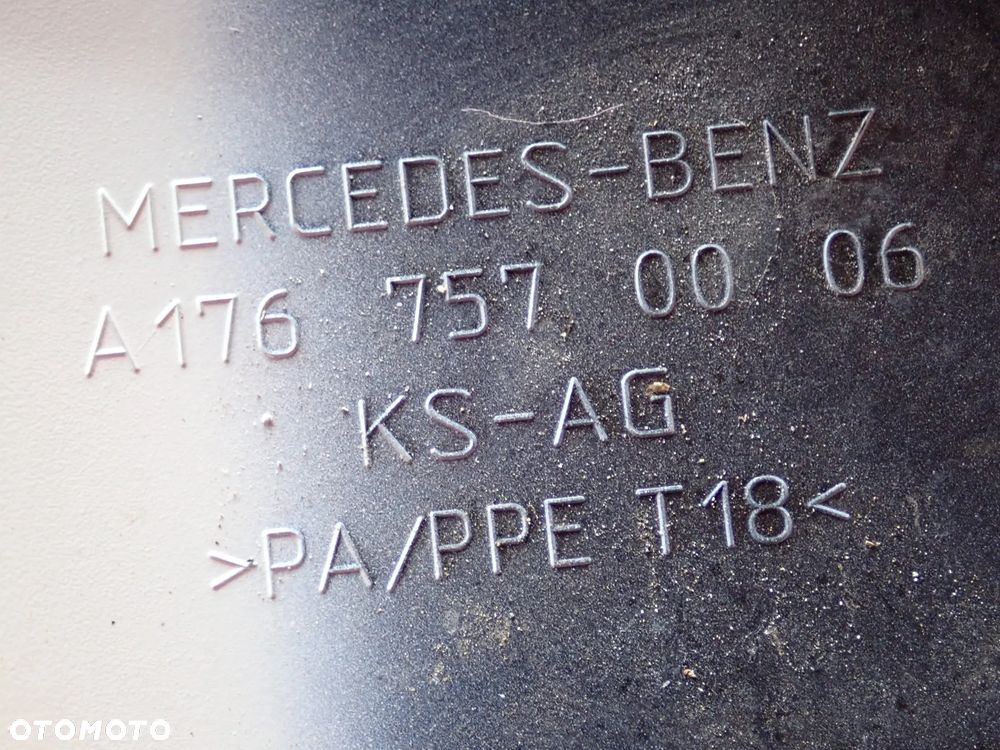 MERCEDES-BENZ
A176 757 00 06
KS-AG
>PA/PPE T18<
OTOMOTO